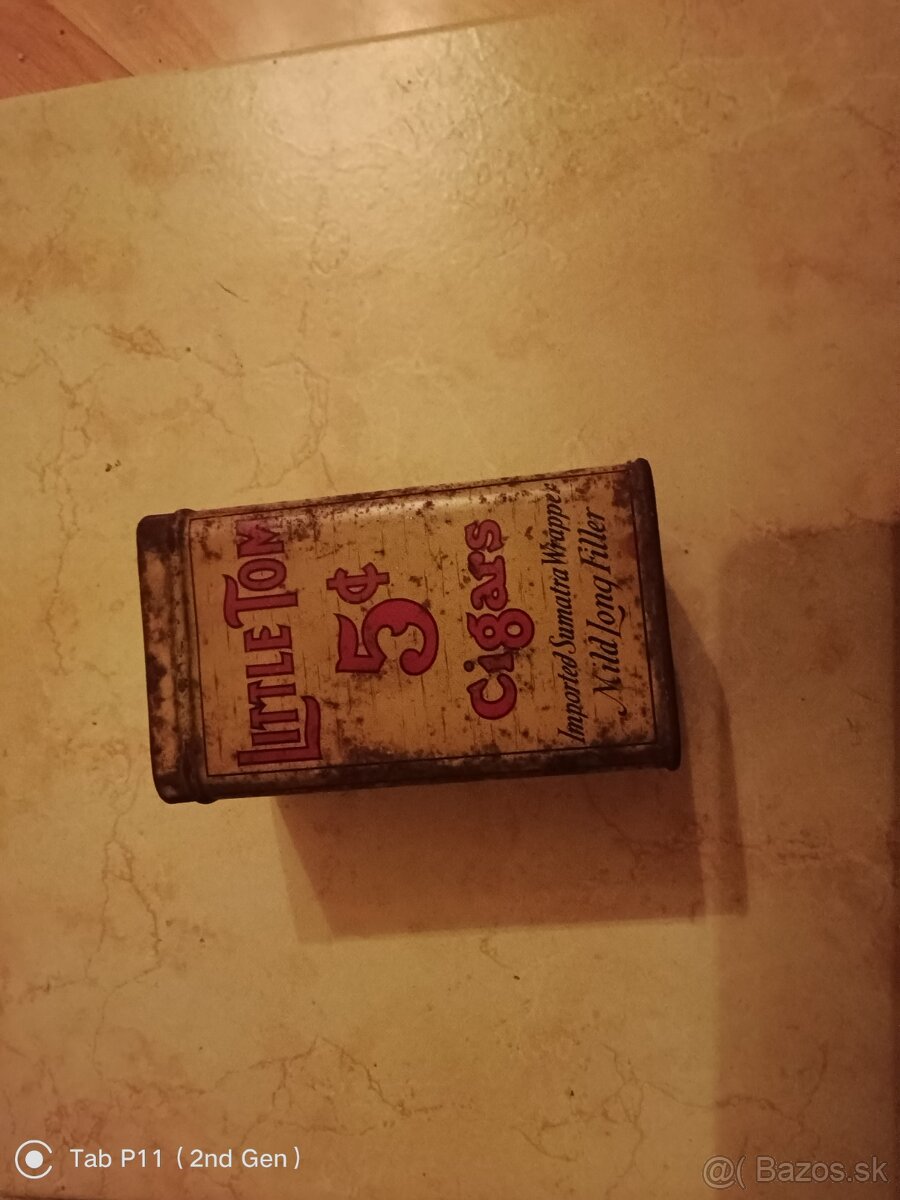 LITTLE TOM
5¢
Cigars
Imported Sumatra Wrapper
Mild Long Filler
Tab P11 (2nd Gen)
@( Bazos.sk